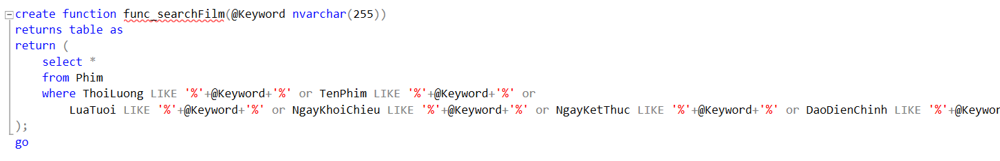 create function func_searchFilm(@Keyword nvarchar(255))
returns table as
return (
    select *
    from Phim
    where ThoiLuong LIKE '%'+@Keyword+'%' or TenPhim LIKE '%'+@Keyword+'%' or
        LuaTuoi LIKE '%'+@Keyword+'%' or NgayKhoiChieu LIKE '%'+@Keyword+'%' or NgayKetThuc LIKE '%'+@Keyword+'%' or DaoDienChinh LIKE '%'+@Keywor
);
go